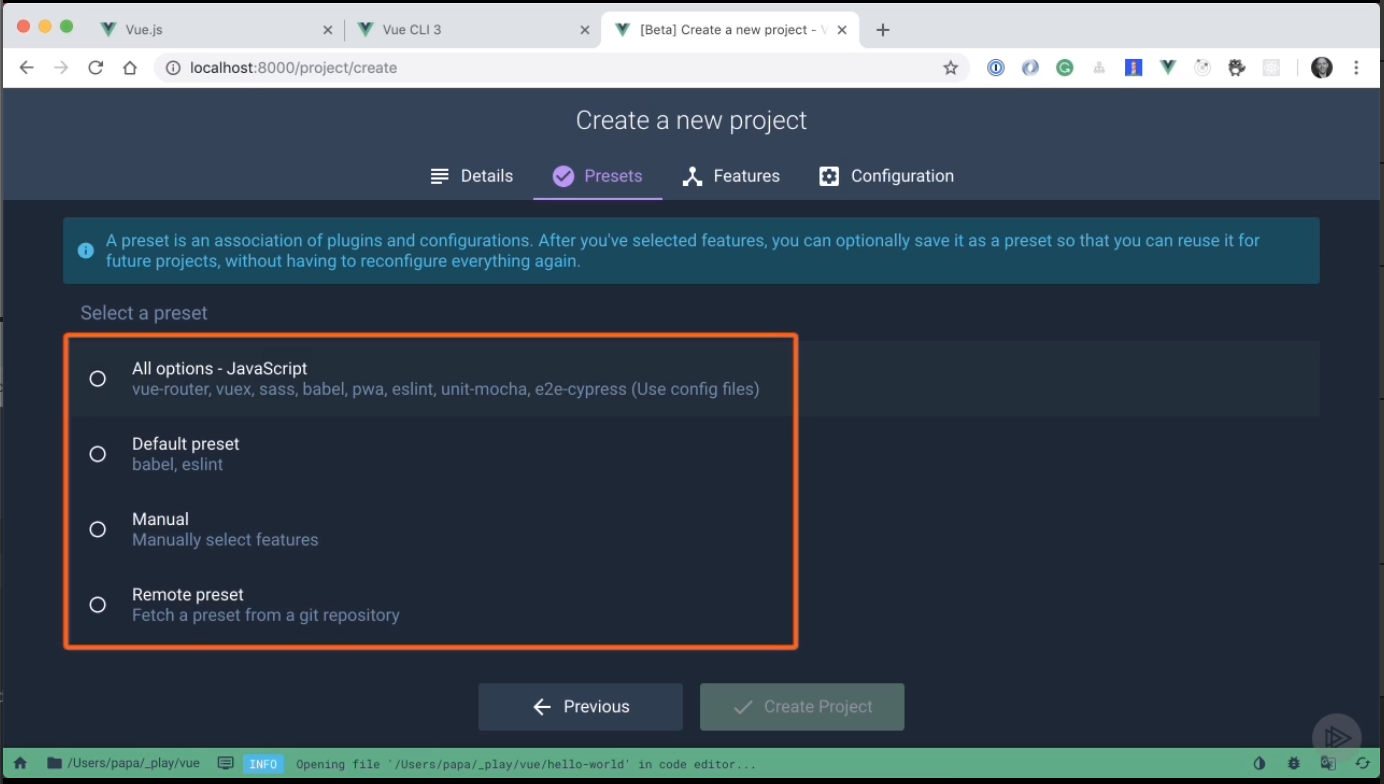 Vue.js
Vue CLI 3
[Beta] Create a new project -
localhost:8000/project/create
Create a new project
Details
Presets
Features
Configuration
A preset is an association of plugins and configurations. After you've selected features, you can optionally save it as a preset so that you can reuse it for
future projects, without having to reconfigure everything again.
Select a preset
All options - JavaScript
vue-router, vuex, sass, babel, pwa, eslint, unit-mocha, e2e-cypress (Use config files)
Default preset
babel, eslint
Manual
Manually select features
Remote preset
Fetch a preset from a git repository
Previous
Create Project
/Users/papa/_play/vue
INFO
Opening file '/Users/papa/_play/vue/hello-world' in code editor...